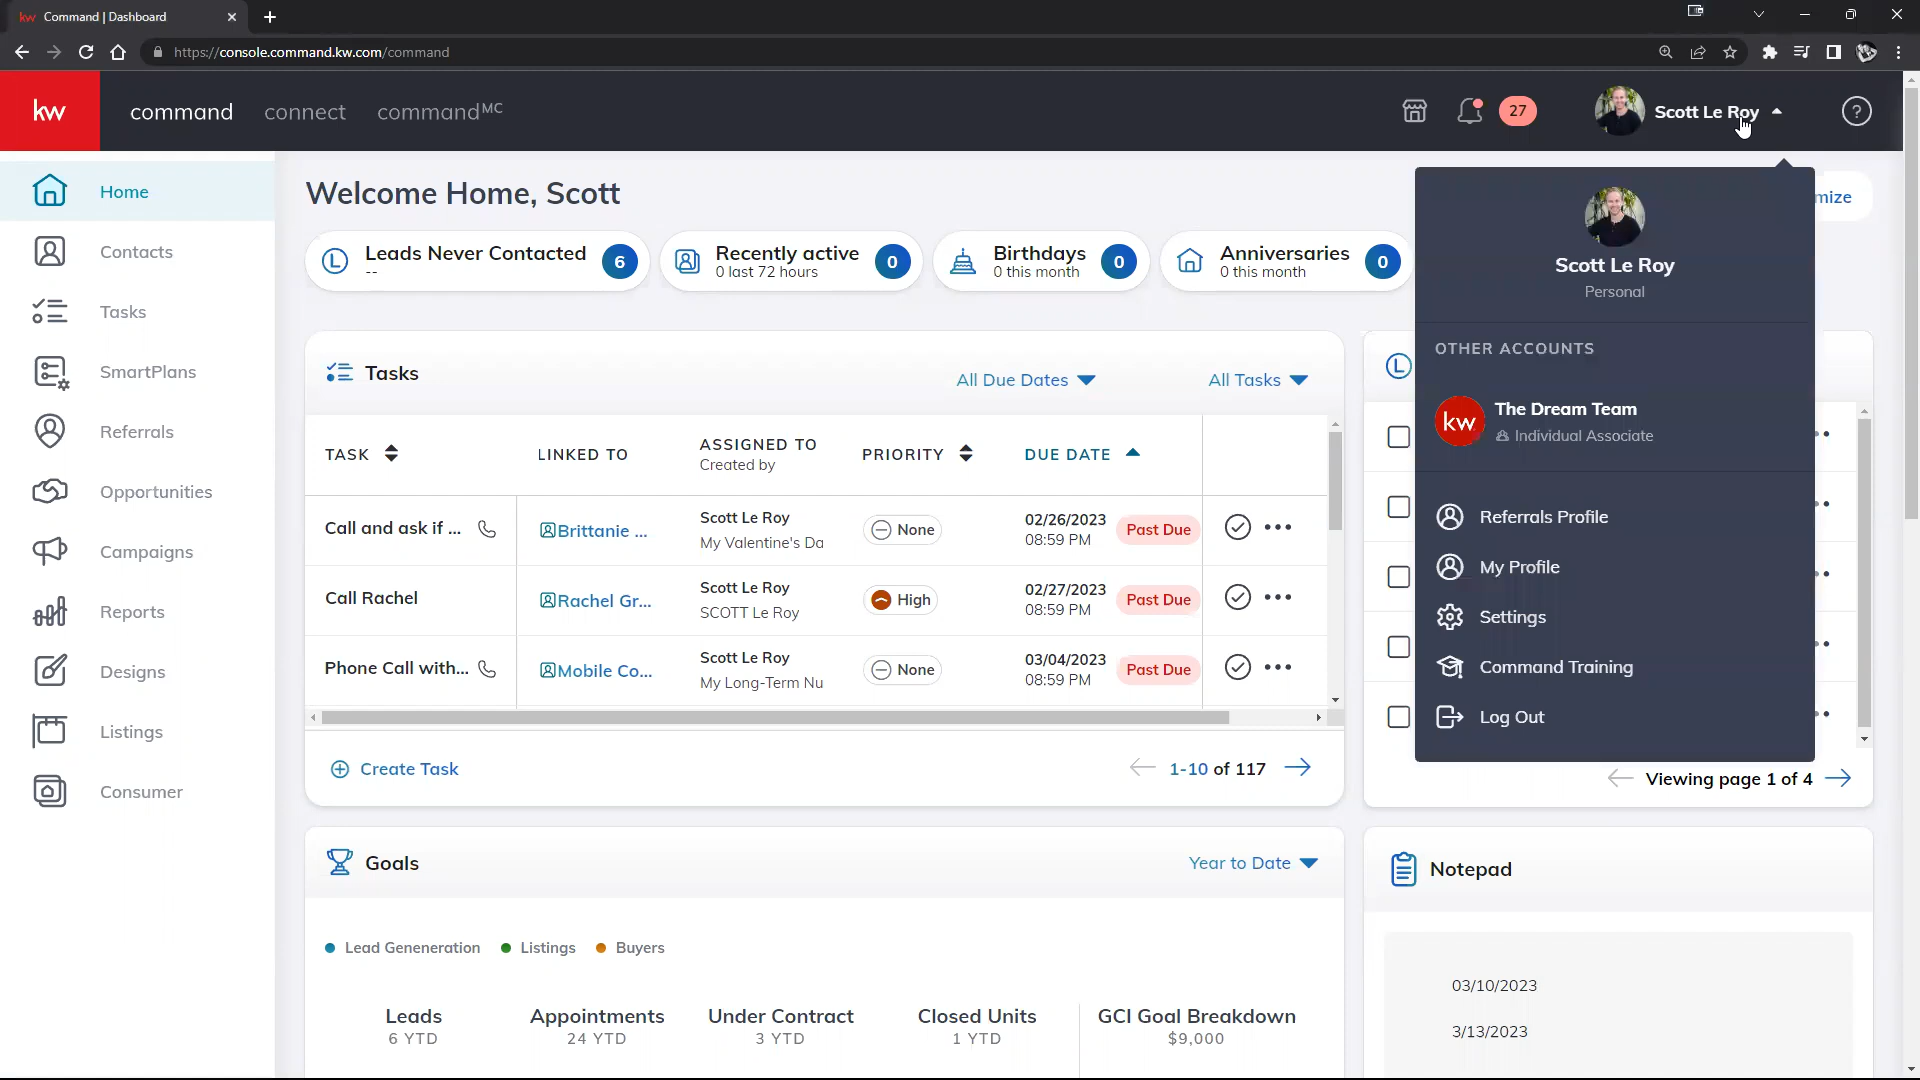 kw Command | Dashboard
https://console.command.kw.com/command
kw command connect command MC 27 Scott Le Roy ?
Home
Contacts
Tasks
SmartPlans
Referrals
Opportunities
Campaigns
Reports
Designs
Listings
Consumer
Welcome Home, Scott
mize
Leads Never Contacted
--
6
Recently active
0 last 72 hours
0
Birthdays
0 this month
0
Anniversaries
0 this month
0
Tasks All Due Dates All Tasks
TASK LINKED TO ASSIGNED TO PRIORITY DUE DATE
Created by
Call and ask if ... Brittanie ... Scott Le Roy None 02/26/2023 Past Due
My Valentine's Da 08:59 PM
Call Rachel Rachel Gr... Scott Le Roy High 02/27/2023 Past Due
SCOTT Le Roy 08:59 PM
Phone Call with... Mobile Co... Scott Le Roy None 03/04/2023 Past Due
My Long-Term Nu 08:59 PM
Create Task 1-10 of 117
Scott Le Roy
Personal
OTHER ACCOUNTS
kw The Dream Team
Individual Associate
Referrals Profile
My Profile
Settings
Command Training
Log Out
Viewing page 1 of 4
Goals Year to Date
Lead Geneneration Listings Buyers
Leads Appointments Under Contract Closed Units GCI Goal Breakdown
6 YTD 24 YTD 3 YTD 1 YTD $9,000
Notepad
03/10/2023
3/13/2023